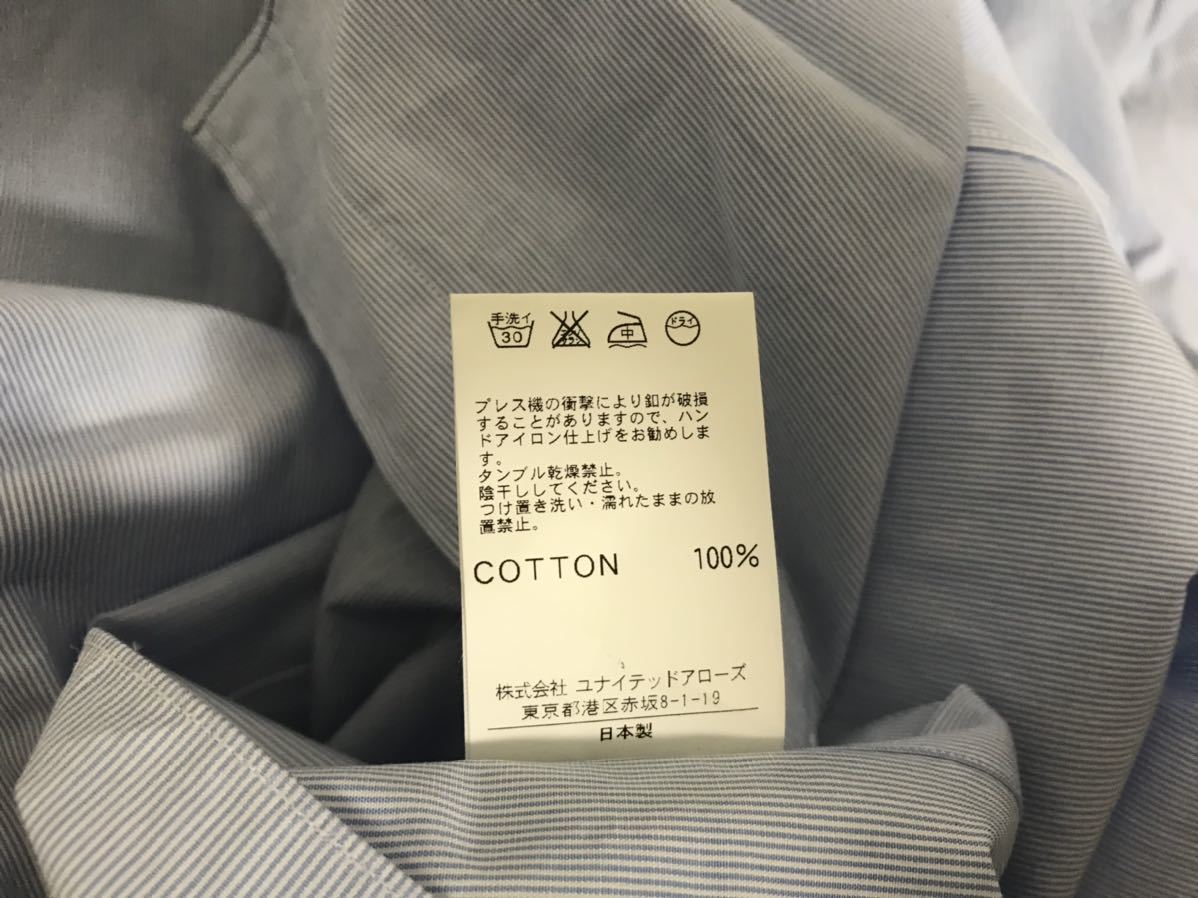 手洗イ
30
中
ドライ
プレス機の衝撃により釦が破損
することがありますので、ハン
ドアイロン仕上げをお勧めしま
す。
タンブル乾燥禁止。
陰干ししてください。
つけ置き洗い・濡れたままの放
置禁止。
COTTON 100%
株式会社 ユナイテッドアローズ
東京都港区赤坂8-1-19
日本製